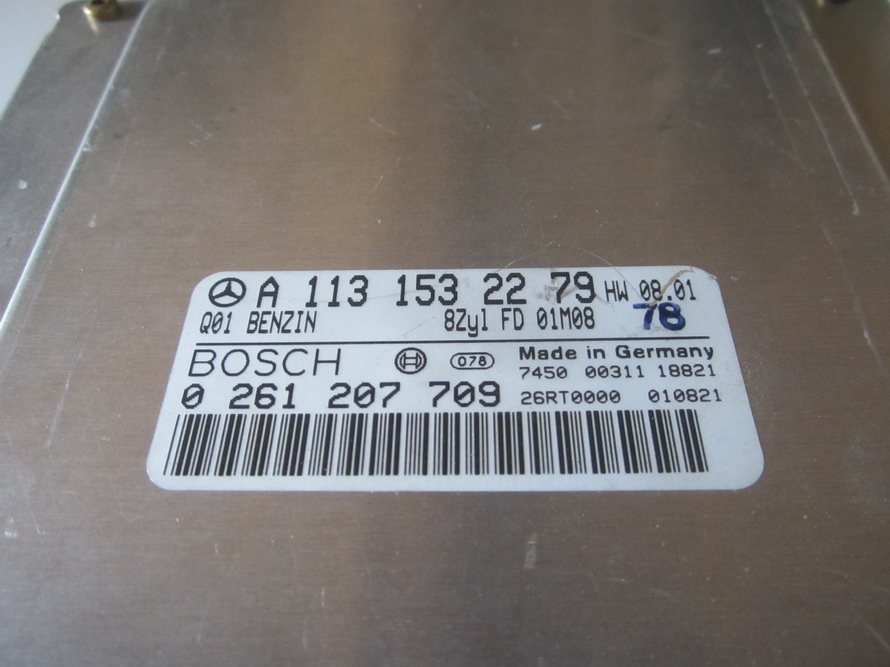 A 113 153 22 79 HW 08.01
Q01 BENZIN 8Zyl FD 01M08 78
BOSCH 078 Made in Germany
7450 00311 18821
0 261 207 709 26RT0000 010821